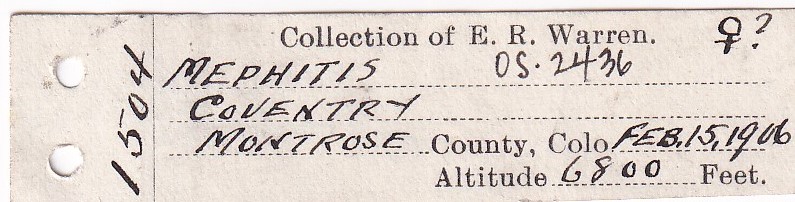 Collection of E. R. Warren. ♀?
1504
MEPHITIS OS-2436
COVENTRY
MONTROSE County, Colo FEB. 15, 1906
Altitude 6800 Feet.